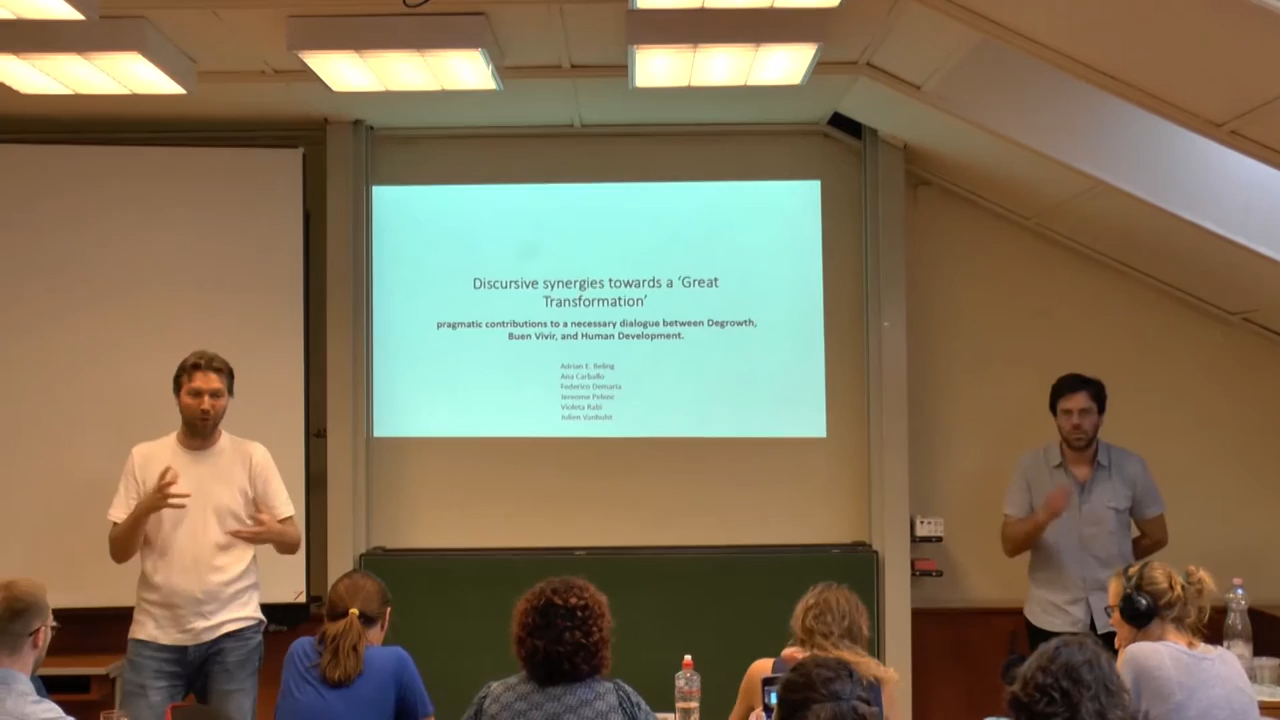 Discursive synergies towards a ‘Great
Transformation’
pragmatic contributions to a necessary dialogue between Degrowth,
Buen Vivir, and Human Development.
Adrian E. Beling
Ana Carballo
Federico Demaria
Jereome Pelenc
Violeta Rabi
Julien Vanhulst